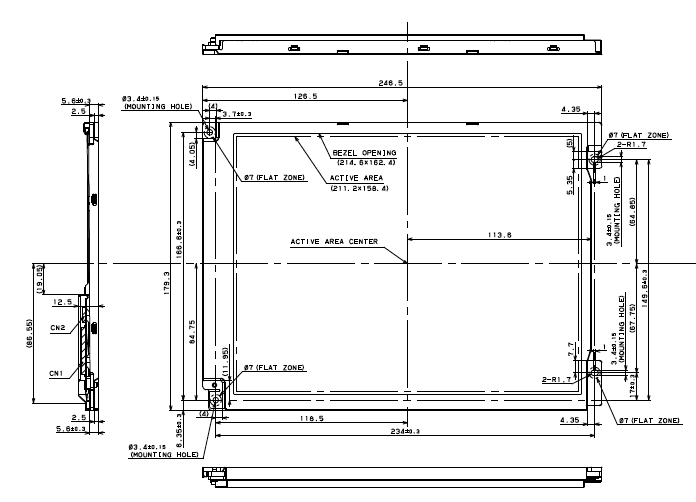 246.5
126.5
5.6±0.3
2.5
Ø3.4±0.15
(MOUNTING HOLE)
(4)
3.7±0.3
4.35
Ø7(FLAT ZONE)
2-R1.7
(4.05)
BEZEL OPENING
(214.6×162.4)
(5)
Ø7(FLAT ZONE)
ACTIVE AREA
(211.2×158.4)
5.35
1
3.4±0.15
(MOUNTING HOLE)
(64.85)
166.6±0.3
179.3
113.6
ACTIVE AREA CENTER
(19.05)
149.6±0.3
12.5
84.75
(67.75)
3.4±0.15
(MOUNTING HOLE)
CN2
(86.55)
7.7
1
(11.95)
Ø7(FLAT ZONE)
CN1
2-R1.7
17±0.3
2.5
5.6±0.3
(4)
118.5
4.35
Ø7(FLAT ZONE)
6.35±0.3
234±0.3
Ø3.4±0.15
(MOUNTING HOLE)